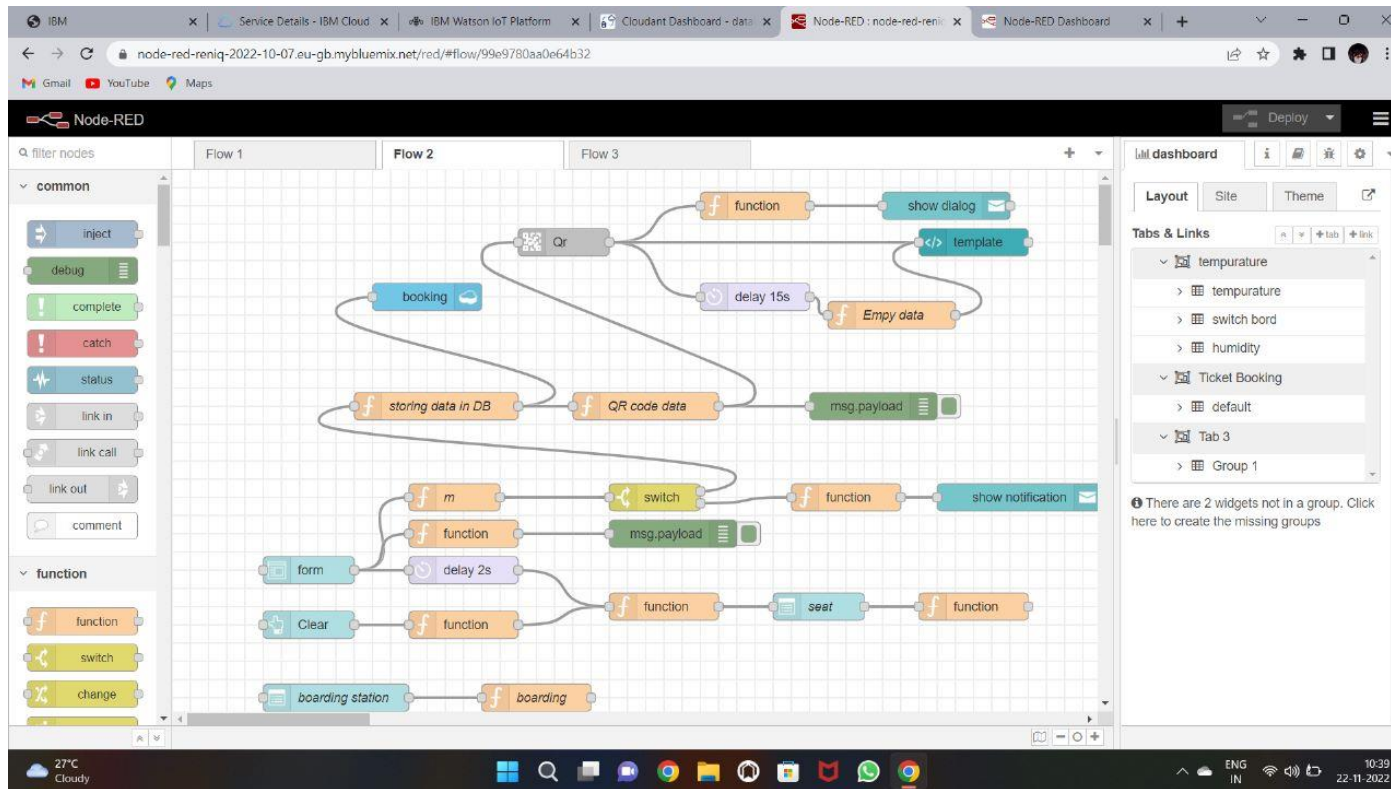 IBM
Service Details - IBM Cloud
IBM Watson IoT Platform
Cloudant Dashboard - data
Node-RED : node-red-reniq
Node-RED Dashboard
node-red-reniq-2022-10-07.eu-gb.mybluemix.net/red/#flow/99e9780aa0e64b32
Gmail YouTube Maps
Node-RED
Deploy
filter nodes
Flow 1
Flow 2
Flow 3
dashboard
common
inject
debug
complete
catch
status
link in
link call
link out
comment
function
function
switch
change
function
show dialog
Qr
template
booking
delay 15s
Empy data
storing data in DB
QR code data
msg.payload
m
switch
function
show notification
function
msg.payload
form
delay 2s
function
seat
function
Clear
function
boarding station
boarding
Layout
Site
Theme
Tabs & Links
+tab
+link
tempurature
tempurature
switch bord
humidity
Ticket Booking
default
Tab 3
Group 1
There are 2 widgets not in a group. Click
here to create the missing groups
27°C
Cloudy
ENG
IN
10:39
22-11-2022